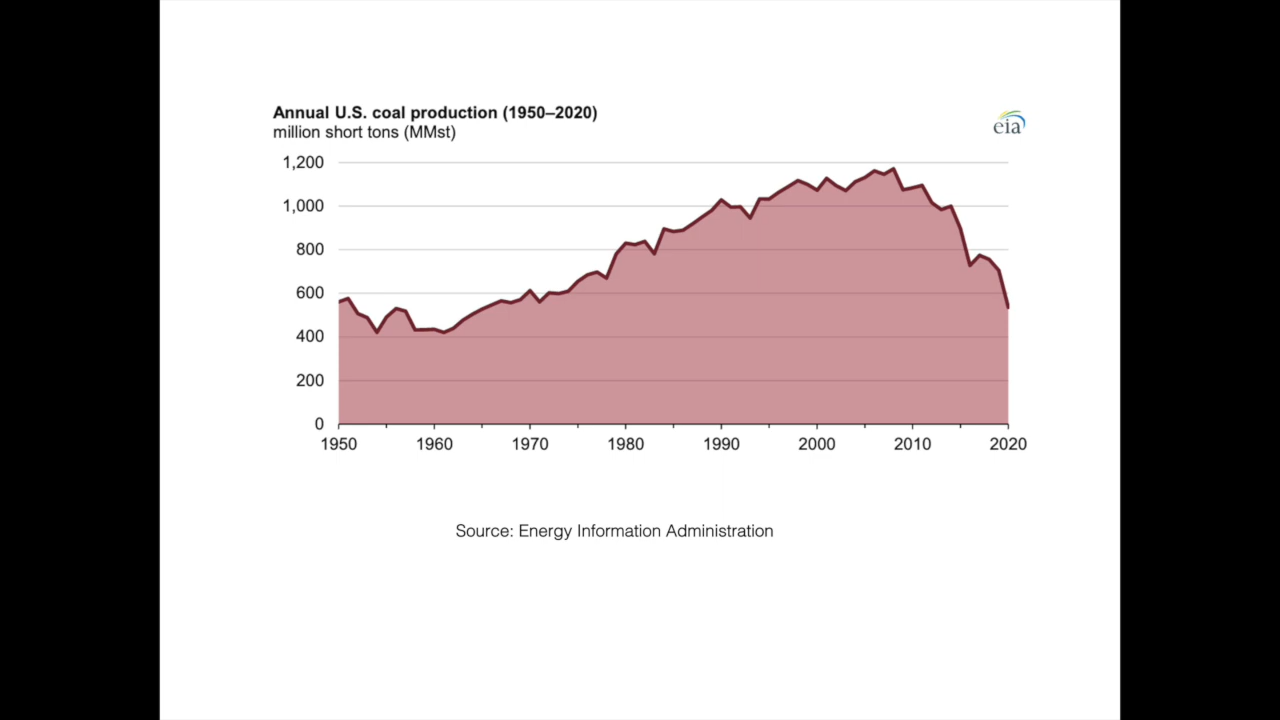 Annual U.S. coal production (1950–2020)
million short tons (MMst)
eia
1,200
1,000
800
600
400
200
0
1950 1960 1970 1980 1990 2000 2010 2020
Source: Energy Information Administration